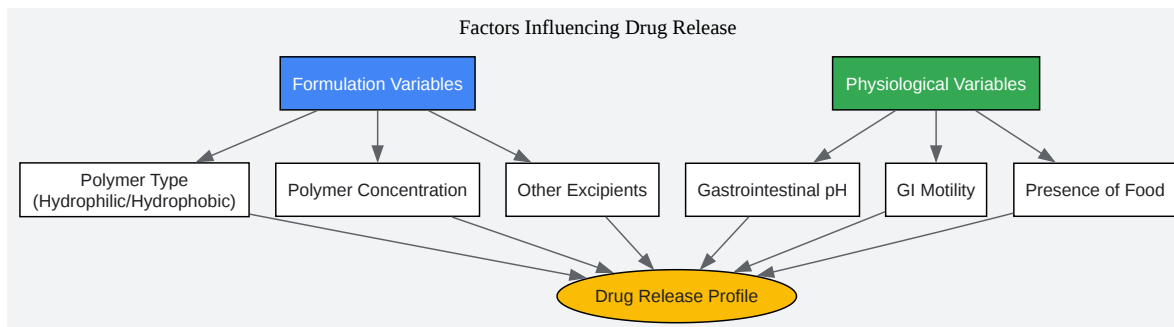 Factors Influencing Drug Release
Formulation Variables
Physiological Variables
Polymer Type
(Hydrophilic/Hydrophobic)
Polymer Concentration
Other Excipients
Gastrointestinal pH
GI Motility
Presence of Food
Drug Release Profile